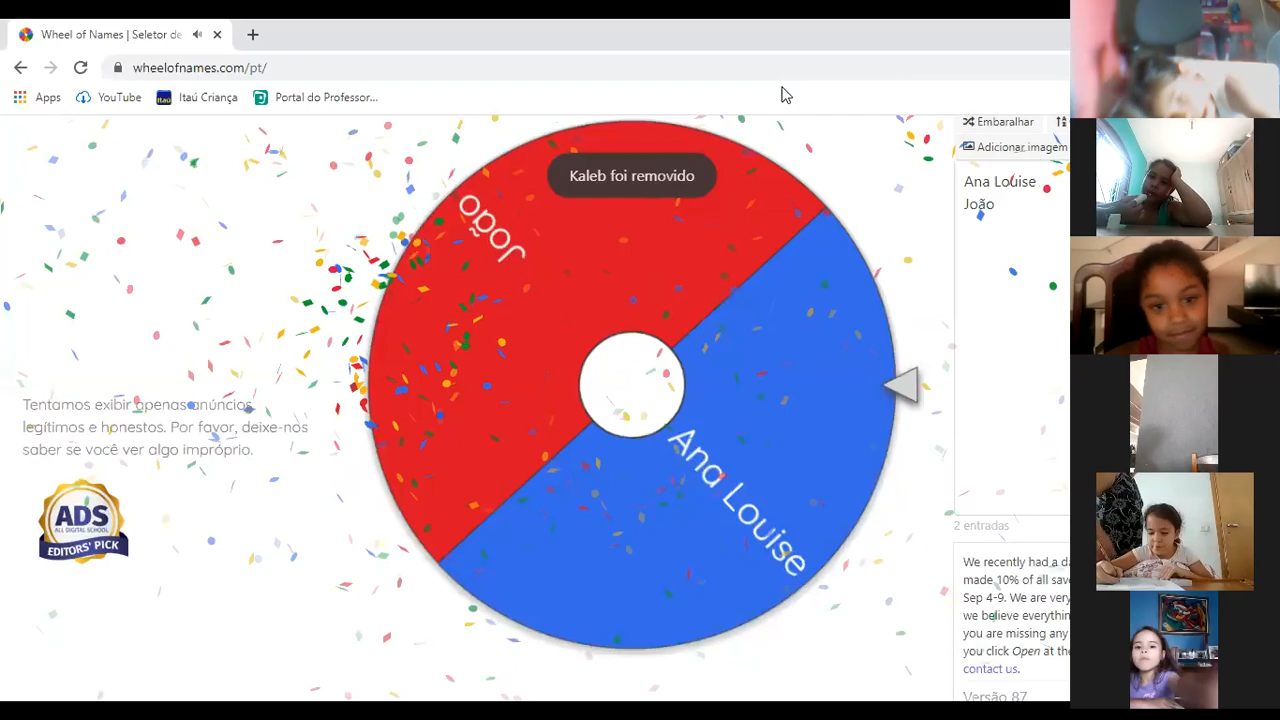 Wheel of Names | Seletor de
wheelofnames.com/pt/
Apps
YouTube
Itaú
Itaú Criança
Portal do Professor...
Embaralhar
Adicionar imagem
Kaleb foi removido
Ana Louise
João
João
Ana Louise
Tentamos exibir apenas anúncios
legítimos e honestos. Por favor, deixe-nos
saber se você ver algo impróprio.
ADS
ALL DIGITAL SCHOOL
EDITORS' PICK
2 entradas
We recently had a da
made 10% of all save
Sep 4-9. We are very
we believe everythin
you are missing any
you click Open at the
contact us.
Versão 87